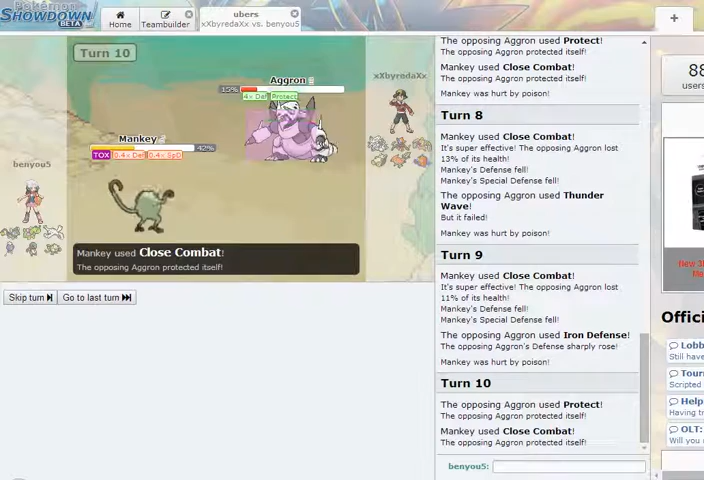 Pokémon
SHOWDOWN
BETA
Home
Teambuilder
ubers
xXbyredaXx vs. benyou5
+
Turn 10
Aggron
15%
4× Def Protect
Mankey
42%
TOX 0.4× Def 0.4× SpD
benyou5
xXbyredaXx
Mankey used Close Combat!
The opposing Aggron protected itself!
Skip turn
Go to last turn
The opposing Aggron used Protect!
The opposing Aggron protected itself!
Mankey used Close Combat!
Mankey was hurt by poison!
Turn 8
Mankey used Close Combat!
It's super effective! The opposing Aggron lost
13% of its health!
Mankey's Defense fell!
Mankey's Special Defense fell!
The opposing Aggron used Thunder
Wave!
But it failed!
Mankey was hurt by poison!
Turn 9
Mankey used Close Combat!
It's super effective! The opposing Aggron lost
11% of its health!
Mankey's Defense fell!
Mankey's Special Defense fell!
The opposing Aggron used Iron Defense!
The opposing Aggron's Defense sharply rose!
Mankey was hurt by poison!
Turn 10
The opposing Aggron used Protect!
The opposing Aggron protected itself!
Mankey used Close Combat!
The opposing Aggron protected itself!
benyou5:
88
users
Offici
Lobb
Still have
Tour
Scripted
Help
Having tr
OLT:
Will you